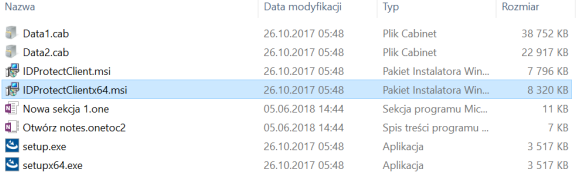 Nazwa Data modyfikacji Typ Rozmiar
Data1.cab 26.10.2017 05:48 Plik Cabinet 38 752 KB
Data2.cab 26.10.2017 05:48 Plik Cabinet 22 917 KB
IDProtectClient.msi 26.10.2017 05:48 Pakiet Instalatora Win... 7 796 KB
IDProtectClientx64.msi 26.10.2017 05:48 Pakiet Instalatora Win... 8 320 KB
Nowa sekcja 1.one 05.06.2018 14:44 Sekcja programu Mic... 11 KB
Otwórz notes.onetoc2 05.06.2018 14:44 Spis treści programu ... 7 KB
setup.exe 26.10.2017 05:48 Aplikacja 3 517 KB
setupx64.exe 26.10.2017 05:48 Aplikacja 3 517 KB